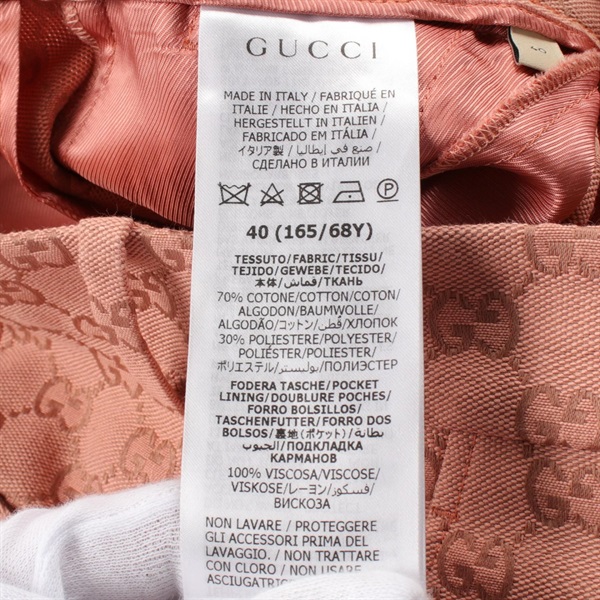 GUCCI
MADE IN ITALY / FABRIQUÉ EN
ITALIE / HECHO EN ITALIA /
HERGESTELLT IN ITALIEN /
FABRICADO EM ITÁLIA /
イタリア製 / صنع في إيطاليا /
СДЕЛАНО В ИТАЛИИ
40 (165/68Y)
TESSUTO/FABRIC/TISSU/
TEJIDO/GEWEBE/TECIDO/
本体/قماش/ТКАНЬ
70% COTONE/COTTON/COTON/
ALGODON/BAUMWOLLE/
ALGODÃO/コットン/قطن/ХЛОПОК
30% POLIESTERE/POLYESTER/
POLIÉSTER/POLIESTER/
ポリエステル/بوليستر/ПОЛИЭСТЕР
FODERA TASCHE/POCKET
LINING/DOUBLURE POCHES/
FORRO BOLSILLOS/
TASCHENFUTTER/FORRO DOS
BOLSOS/裏地(ポケット)/بطانة
الجيوب/ПОДКЛАДКА
КАРМАНОВ
100% VISCOSA/VISCOSE/
VISKOSE/レーヨン/فسكوز/
ВИСКОЗА
NON LAVARE / PROTEGGERE
GLI ACCESSORI PRIMA DEL
LAVAGGIO. / NON TRATTARE
CON CLORO / NON USARE
ASCIUGATRIC